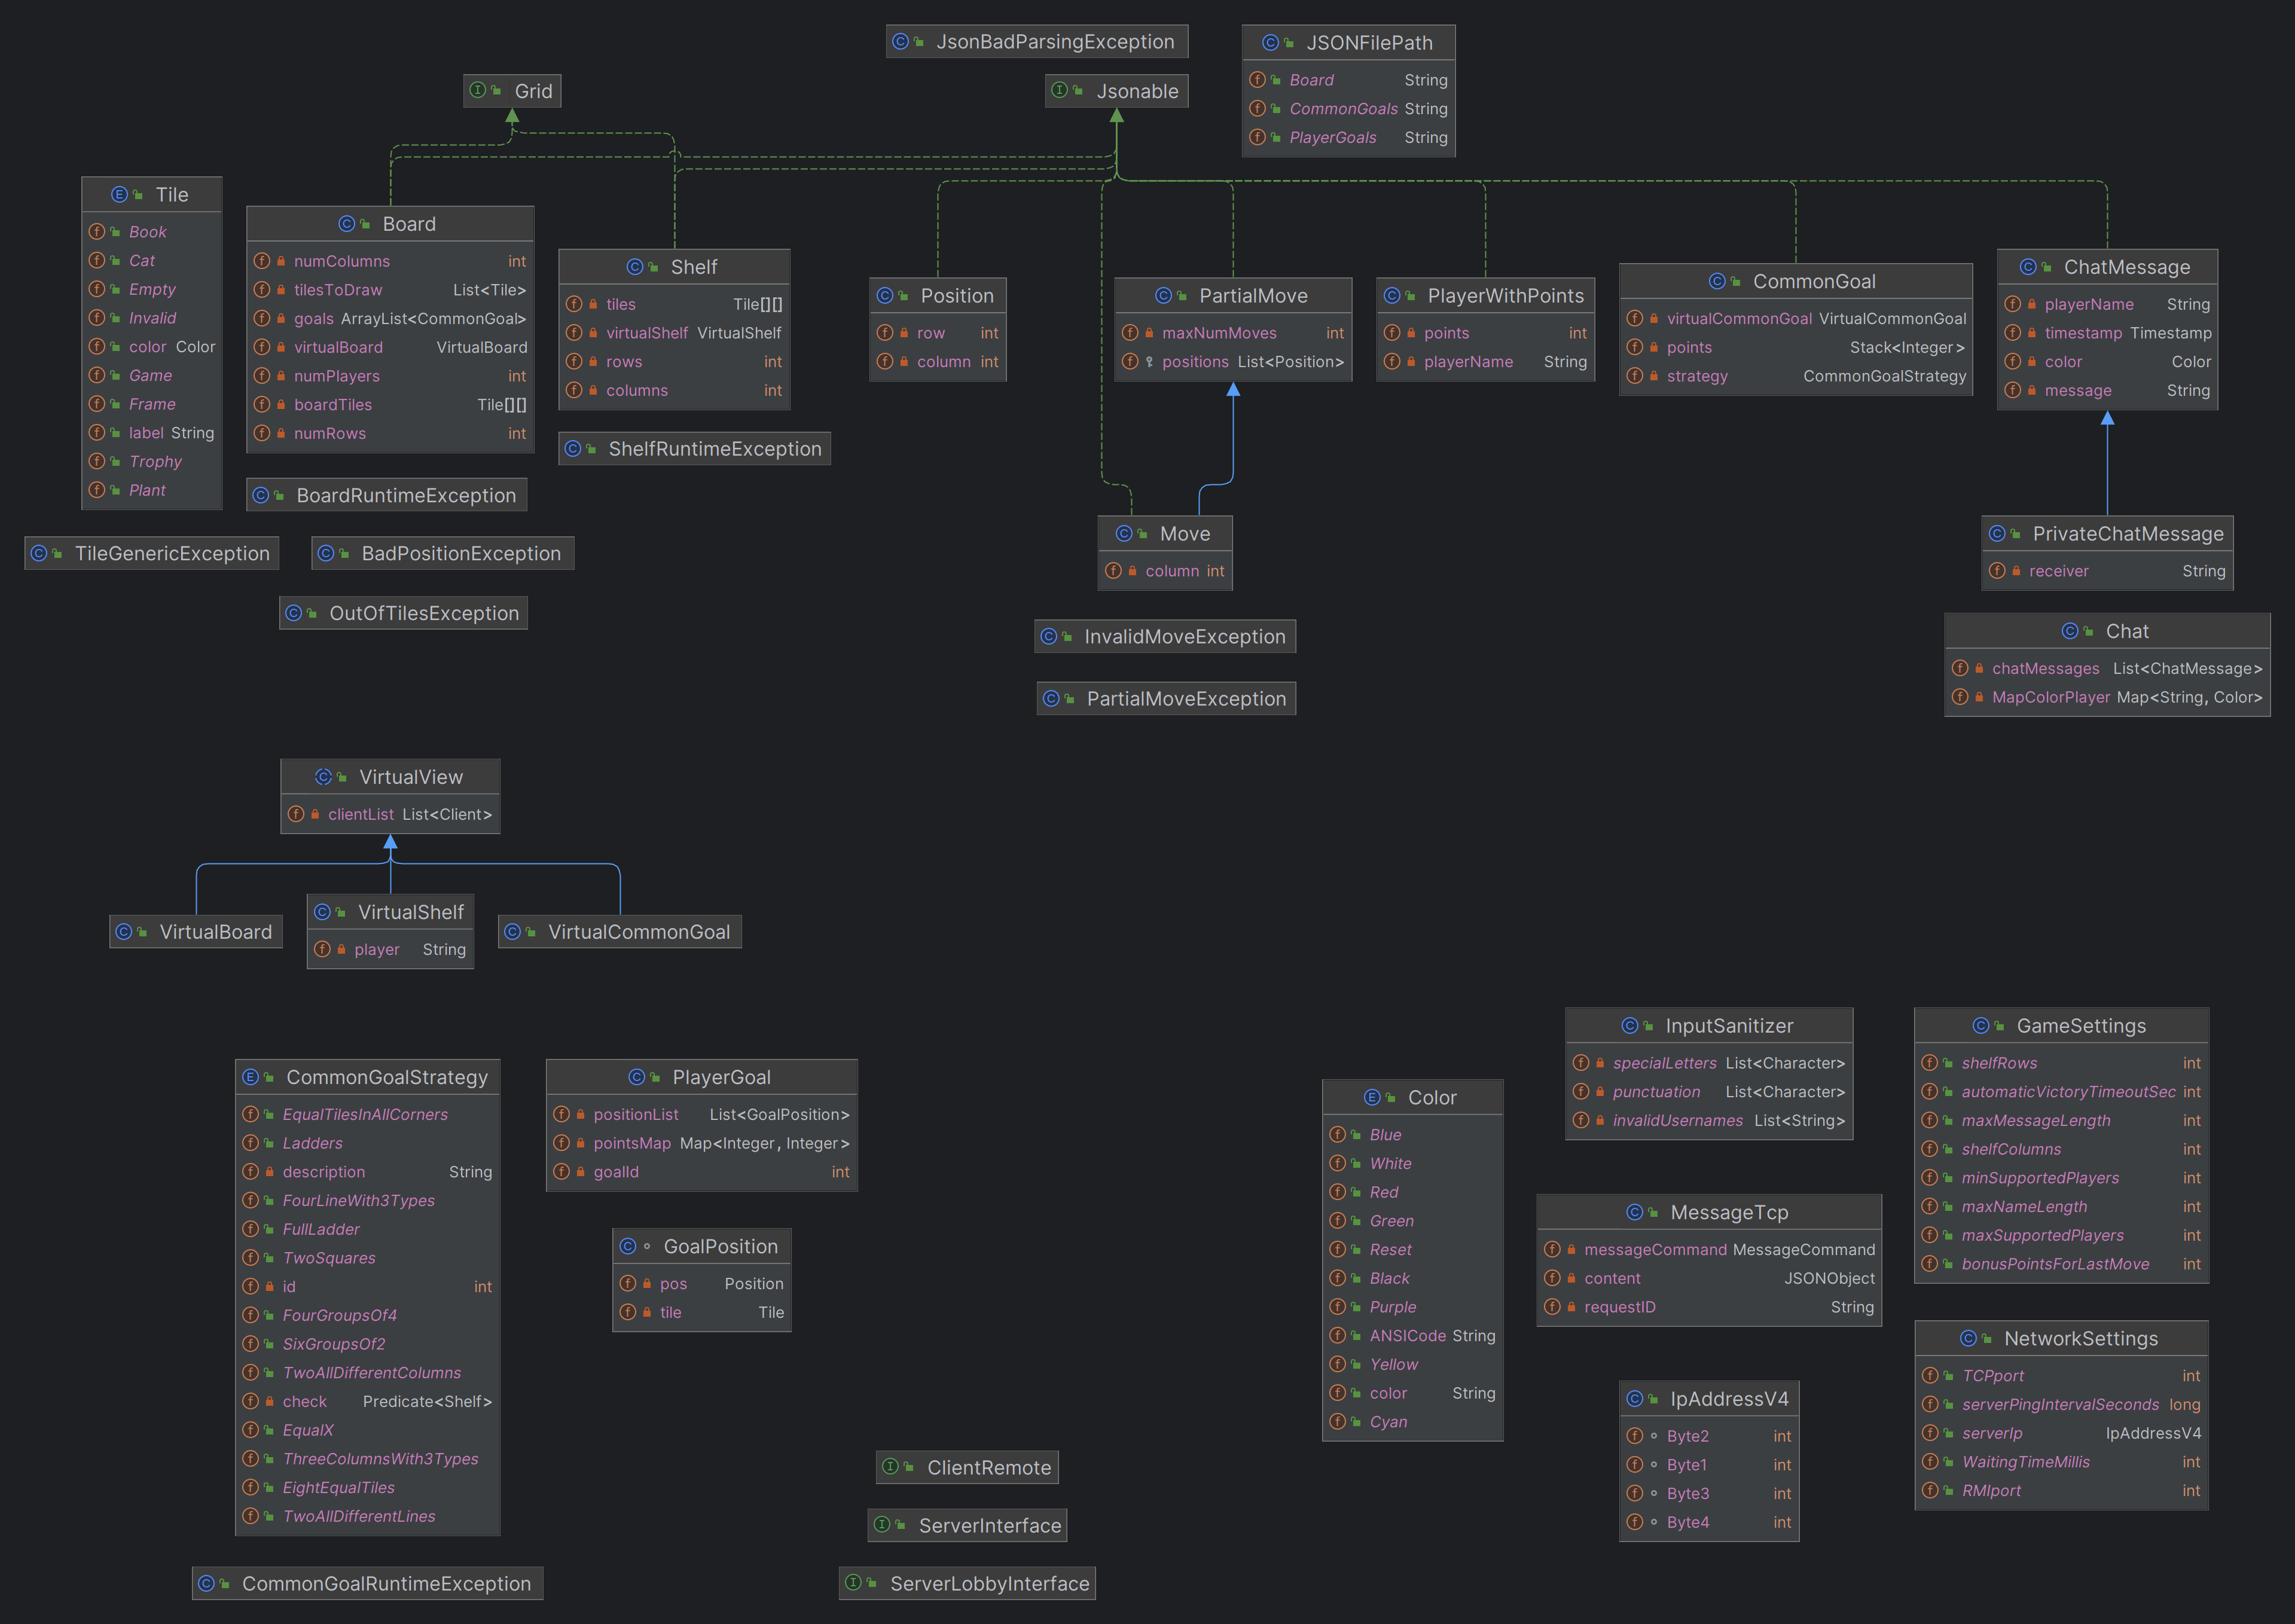 JsonBadParsingException
JSONFilePath
Board String
CommonGoals String
PlayerGoals String
Grid
Jsonable
Tile
Book
Cat
Empty
Invalid
color Color
Game
Frame
label String
Trophy
Plant
Board
numColumns int
tilesToDraw List<Tile>
goals ArrayList<CommonGoal>
virtualBoard VirtualBoard
numPlayers int
boardTiles Tile[][]
numRows int
Shelf
tiles Tile[][]
virtualShelf VirtualShelf
rows int
columns int
Position
row int
column int
PartialMove
maxNumMoves int
positions List<Position>
PlayerWithPoints
points int
playerName String
CommonGoal
virtualCommonGoal VirtualCommonGoal
points Stack<Integer>
strategy CommonGoalStrategy
ChatMessage
playerName String
timestamp Timestamp
color Color
message String
ShelfRuntimeException
BoardRuntimeException
TileGenericException
BadPositionException
OutOfTilesException
Move
column int
PrivateChatMessage
receiver String
InvalidMoveException
PartialMoveException
Chat
chatMessages List<ChatMessage>
MapColorPlayer Map<String, Color>
VirtualView
clientList List<Client>
VirtualBoard
VirtualShelf
player String
VirtualCommonGoal
CommonGoalStrategy
EqualTilesInAllCorners
Ladders
description String
FourLineWith3Types
FullLadder
TwoSquares
id int
FourGroupsOf4
SixGroupsOf2
TwoAllDifferentColumns
check Predicate<Shelf>
EqualX
ThreeColumnsWith3Types
EightEqualTiles
TwoAllDifferentLines
CommonGoalRuntimeException
PlayerGoal
positionList List<GoalPosition>
pointsMap Map<Integer, Integer>
goalId int
GoalPosition
pos Position
tile Tile
ClientRemote
ServerInterface
ServerLobbyInterface
Color
Blue
White
Red
Green
Reset
Black
Purple
ANSICode String
Yellow
color String
Cyan
InputSanitizer
specialLetters List<Character>
punctuation List<Character>
invalidUsernames List<String>
MessageTcp
messageCommand MessageCommand
content JSONObject
requestID String
IpAddressV4
Byte2 int
Byte1 int
Byte3 int
Byte4 int
GameSettings
shelfRows int
automaticVictoryTimeoutSec int
maxMessageLength int
shelfColumns int
minSupportedPlayers int
maxNameLength int
maxSupportedPlayers int
bonusPointsForLastMove int
NetworkSettings
TCPport int
serverPingIntervalSeconds long
serverIp IpAddressV4
WaitingTimeMillis int
RMIport int